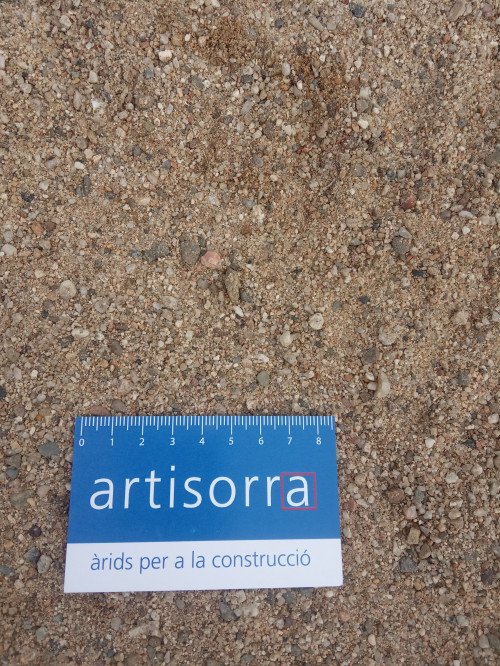 0 1 2 3 4 5 6 7 8
artisorra
àrids per a la construcció